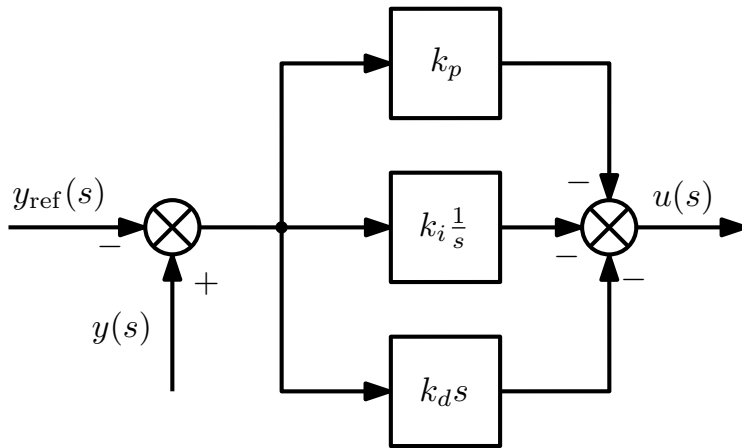 k_p
−
y_ref(s)
−
k_i 1/s
−
u(s)
+
−
y(s)
k_d s